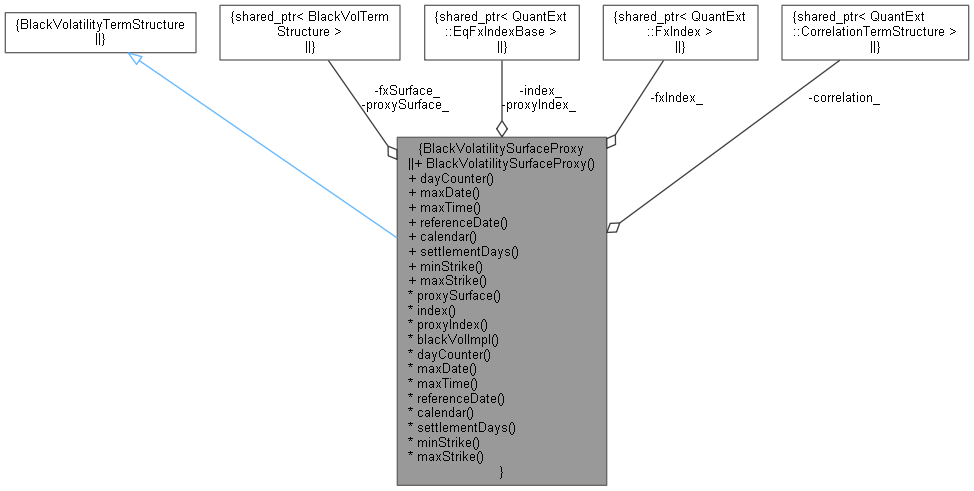 {BlackVolatilityTermStructure
||}
{shared_ptr< BlackVolTerm
Structure >
||}
{shared_ptr< QuantExt
::EqFxIndexBase >
||}
{shared_ptr< QuantExt
::FxIndex >
||}
{shared_ptr< QuantExt
::CorrelationTermStructure >
||}
-fxSurface_
-proxySurface_
-index_
-proxyIndex_
-fxIndex_
-correlation_
{BlackVolatilitySurfaceProxy
||+ BlackVolatilitySurfaceProxy()
+ dayCounter()
+ maxDate()
+ maxTime()
+ referenceDate()
+ calendar()
+ settlementDays()
+ minStrike()
+ maxStrike()
* proxySurface()
* index()
* proxyIndex()
* blackVolImpl()
* dayCounter()
* maxDate()
* maxTime()
* referenceDate()
* calendar()
* settlementDays()
* minStrike()
* maxStrike()
}